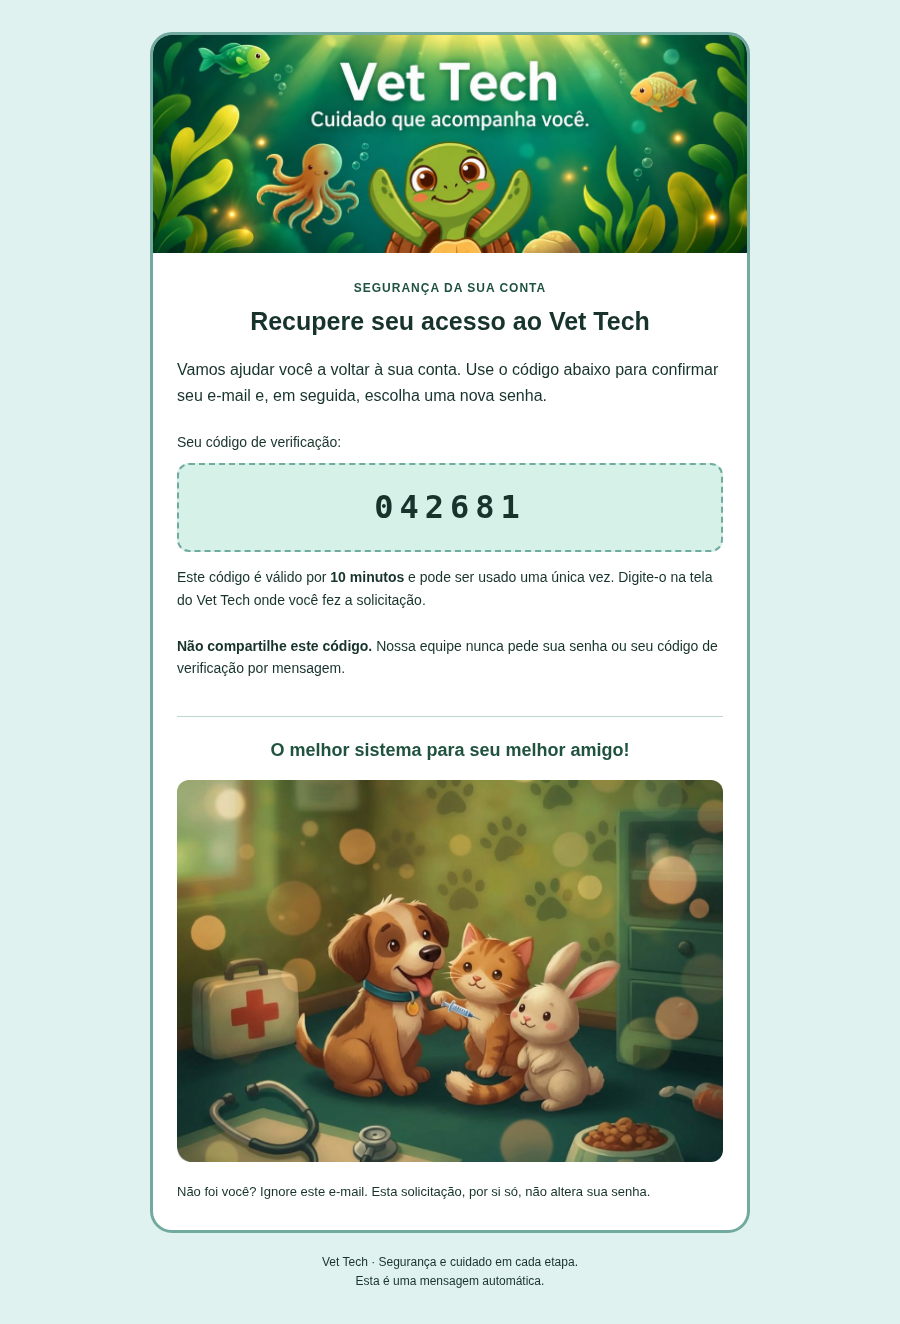 Vet Tech
Cuidado que acompanha você.
SEGURANÇA DA SUA CONTA
Recupere seu acesso ao Vet Tech
Vamos ajudar você a voltar à sua conta. Use o código abaixo para confirmar
seu e-mail e, em seguida, escolha uma nova senha.
Seu código de verificação:
042681
Este código é válido por 10 minutos e pode ser usado uma única vez. Digite-o na tela
do Vet Tech onde você fez a solicitação.
Não compartilhe este código. Nossa equipe nunca pede sua senha ou seu código de
verificação por mensagem.
O melhor sistema para seu melhor amigo!
Não foi você? Ignore este e-mail. Esta solicitação, por si só, não altera sua senha.
Vet Tech · Segurança e cuidado em cada etapa.
Esta é uma mensagem automática.